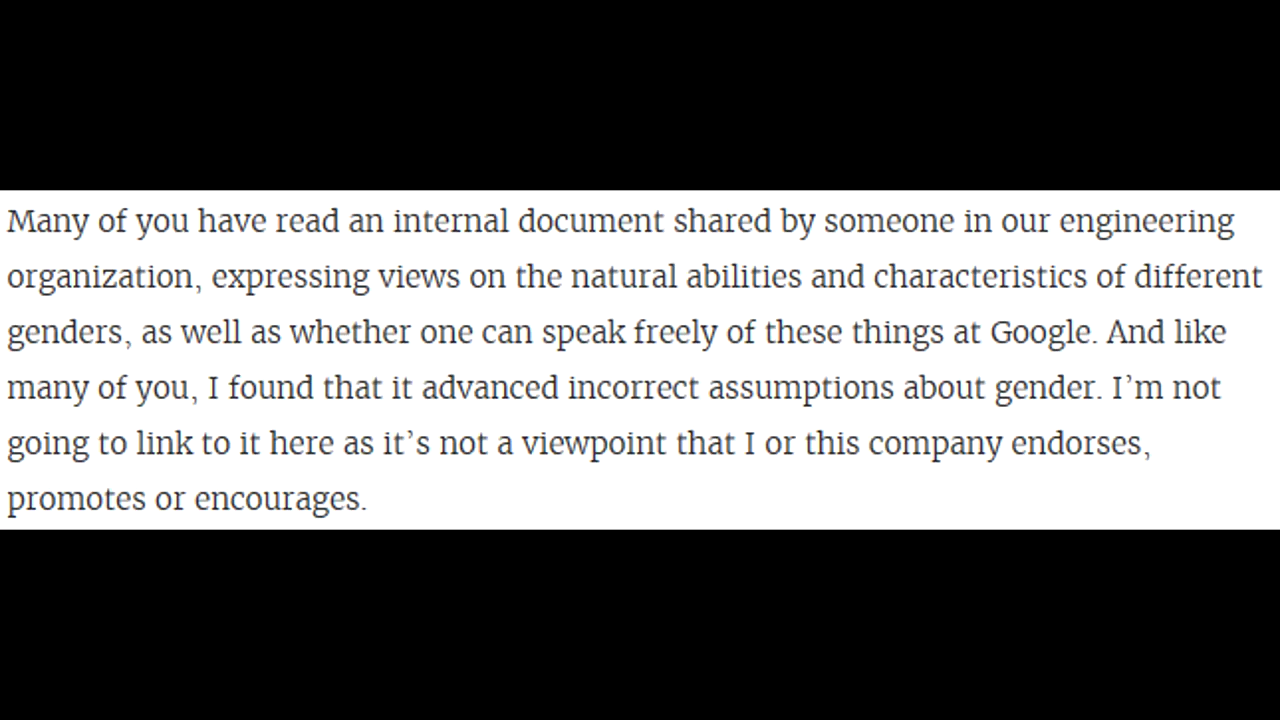 Many of you have read an internal document shared by someone in our engineering
organization, expressing views on the natural abilities and characteristics of different
genders, as well as whether one can speak freely of these things at Google. And like
many of you, I found that it advanced incorrect assumptions about gender. I’m not
going to link to it here as it’s not a viewpoint that I or this company endorses,
promotes or encourages.